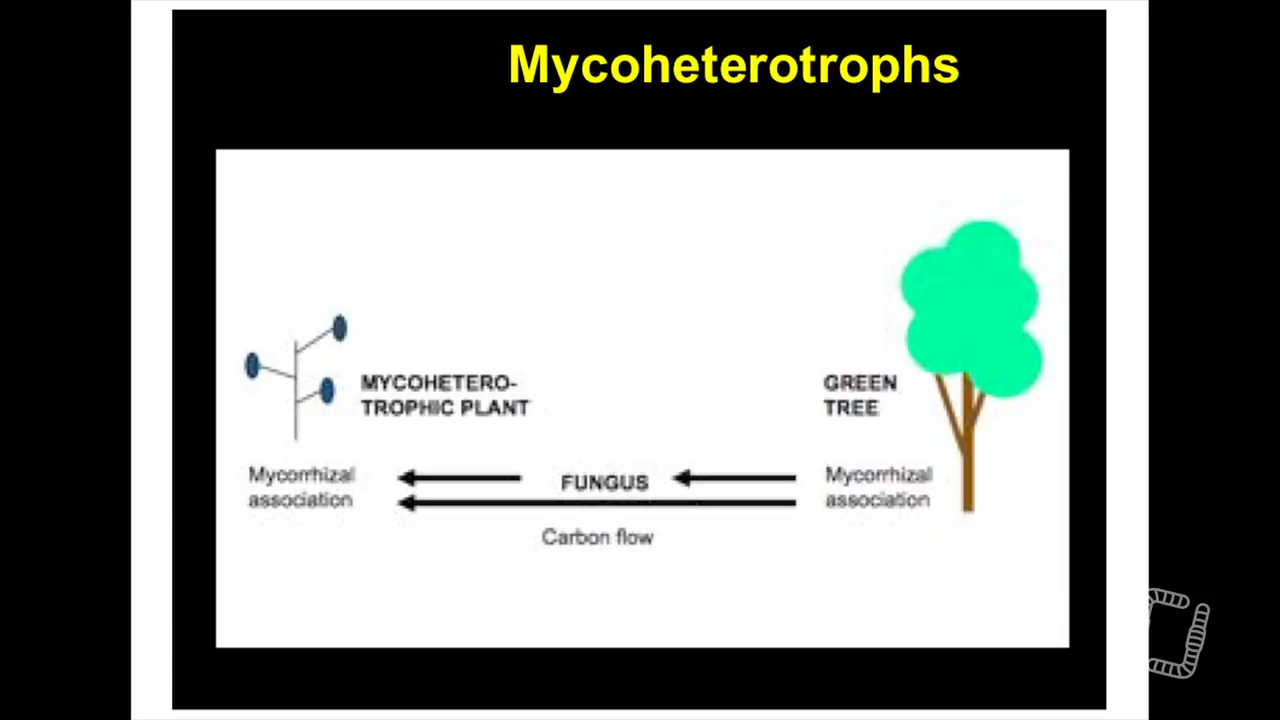 Mycoheterotrophs
MYCOHETERO-
TROPHIC PLANT
GREEN
TREE
Mycorrhizal
association
FUNGUS
Mycorrhizal
association
Carbon flow